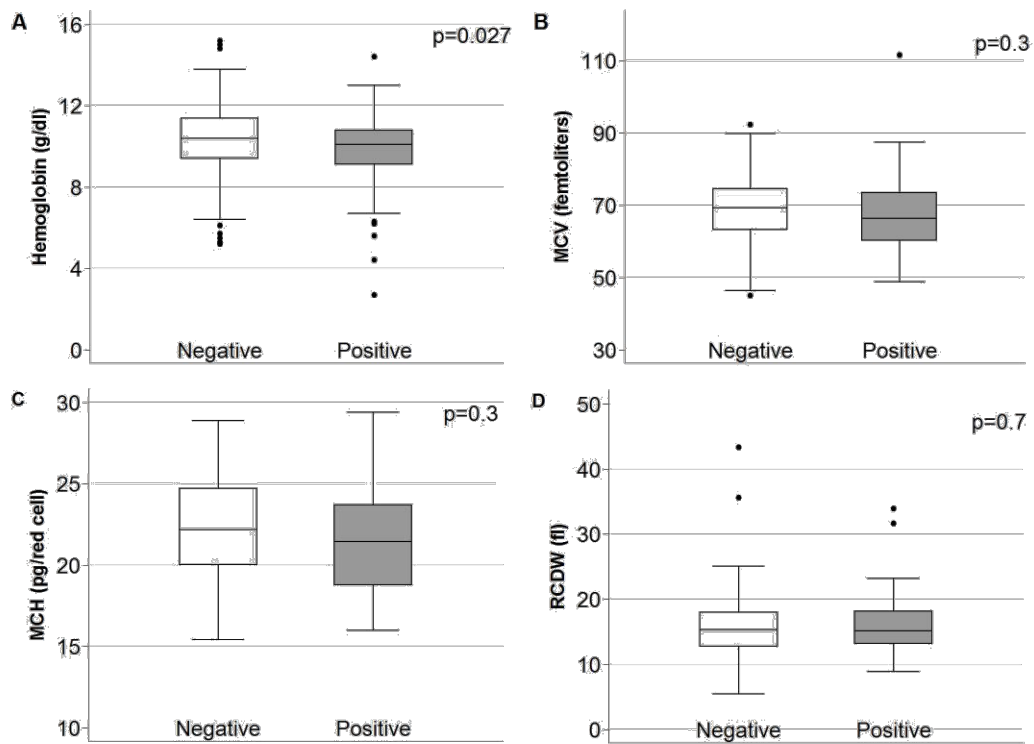 A
p=0.027
Hemoglobin (g/dl)
16
12
8
4
0
Negative Positive
B
p=0.3
MCV (femtoliters)
110
90
70
50
30
Negative Positive
C
p=0.3
MCH (pg/red cell)
30
25
20
15
10
Negative Positive
D
p=0.7
RCDW (fl)
50
40
30
20
10
0
Negative Positive